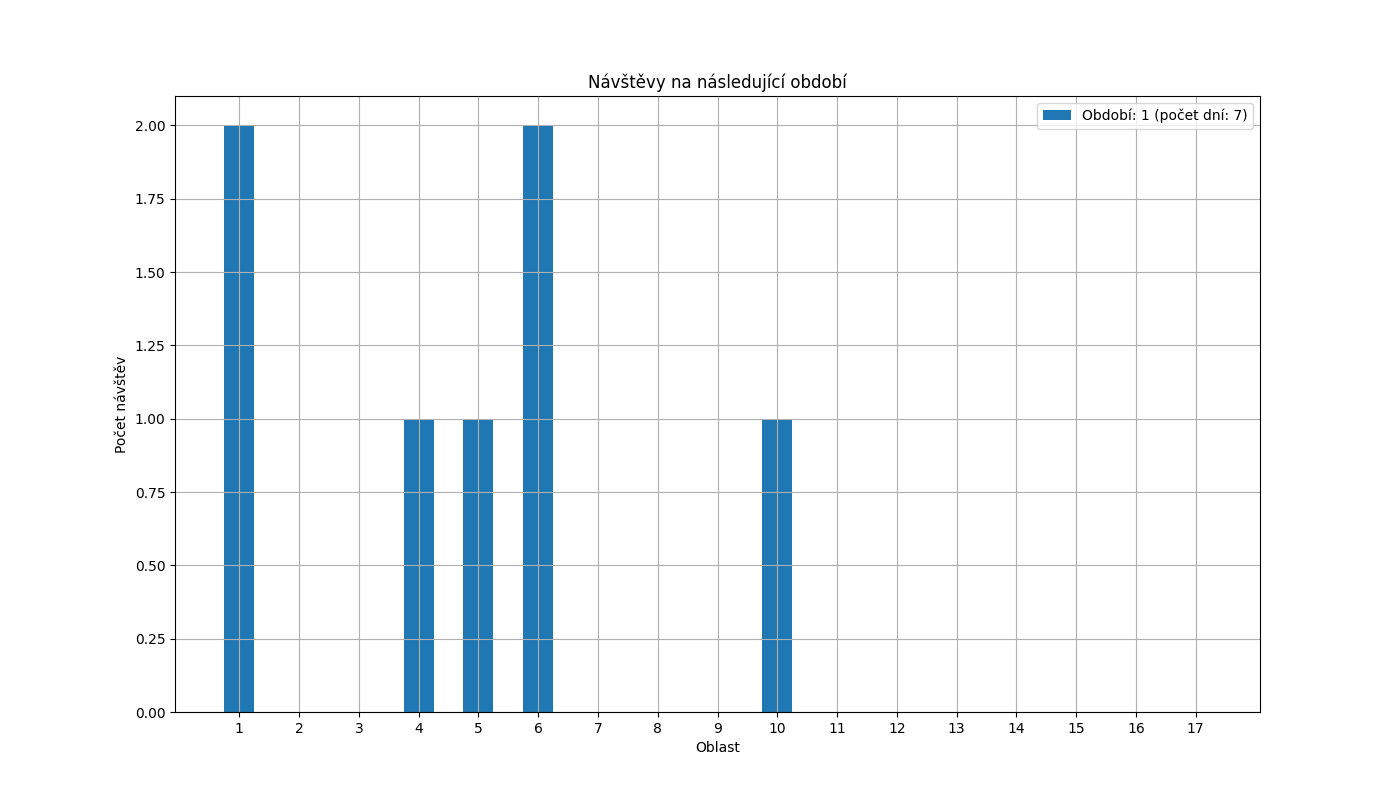 Návštěvy na následující období
Období: 1 (počet dní: 7)
2.00
1.75
1.50
1.25
1.00
0.75
0.50
0.25
0.00
Počet návštěv
1 2 3 4 5 6 7 8 9 10 11 12 13 14 15 16 17
Oblast